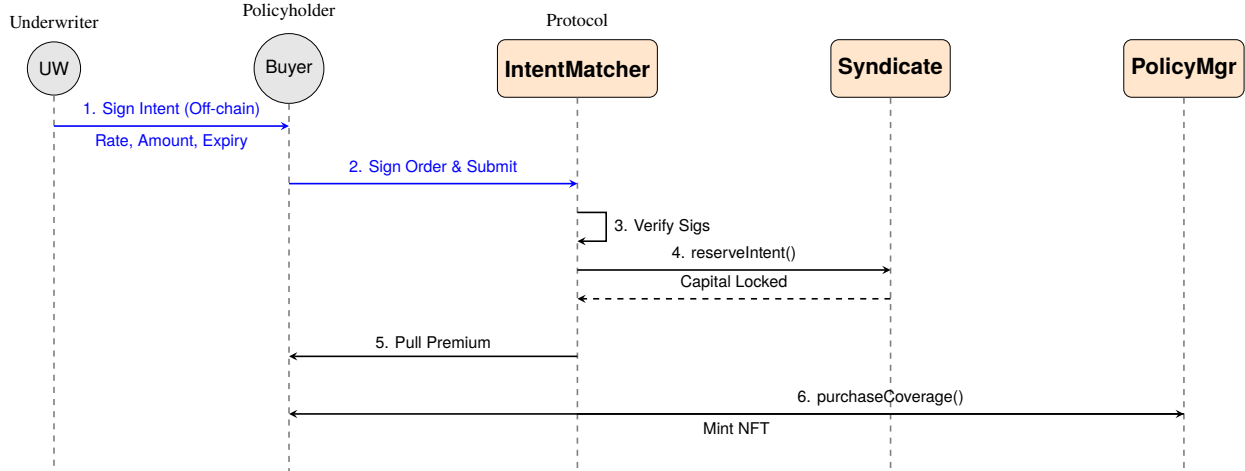 Underwriter
Policyholder
Protocol
UW
Buyer
IntentMatcher
Syndicate
PolicyMgr
1. Sign Intent (Off-chain)
Rate, Amount, Expiry
2. Sign Order & Submit
3. Verify Sigs
4. reserveIntent()
Capital Locked
5. Pull Premium
6. purchaseCoverage()
Mint NFT